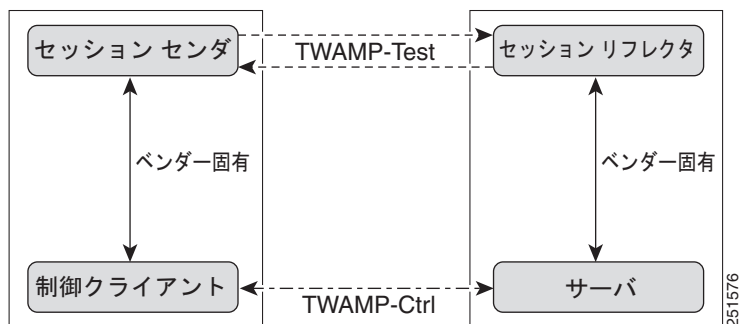 セッション センダ
TWAMP-Test
セッション リフレクタ
ベンダー固有
ベンダー固有
制御クライアント
TWAMP-Ctrl
サーバ
251576